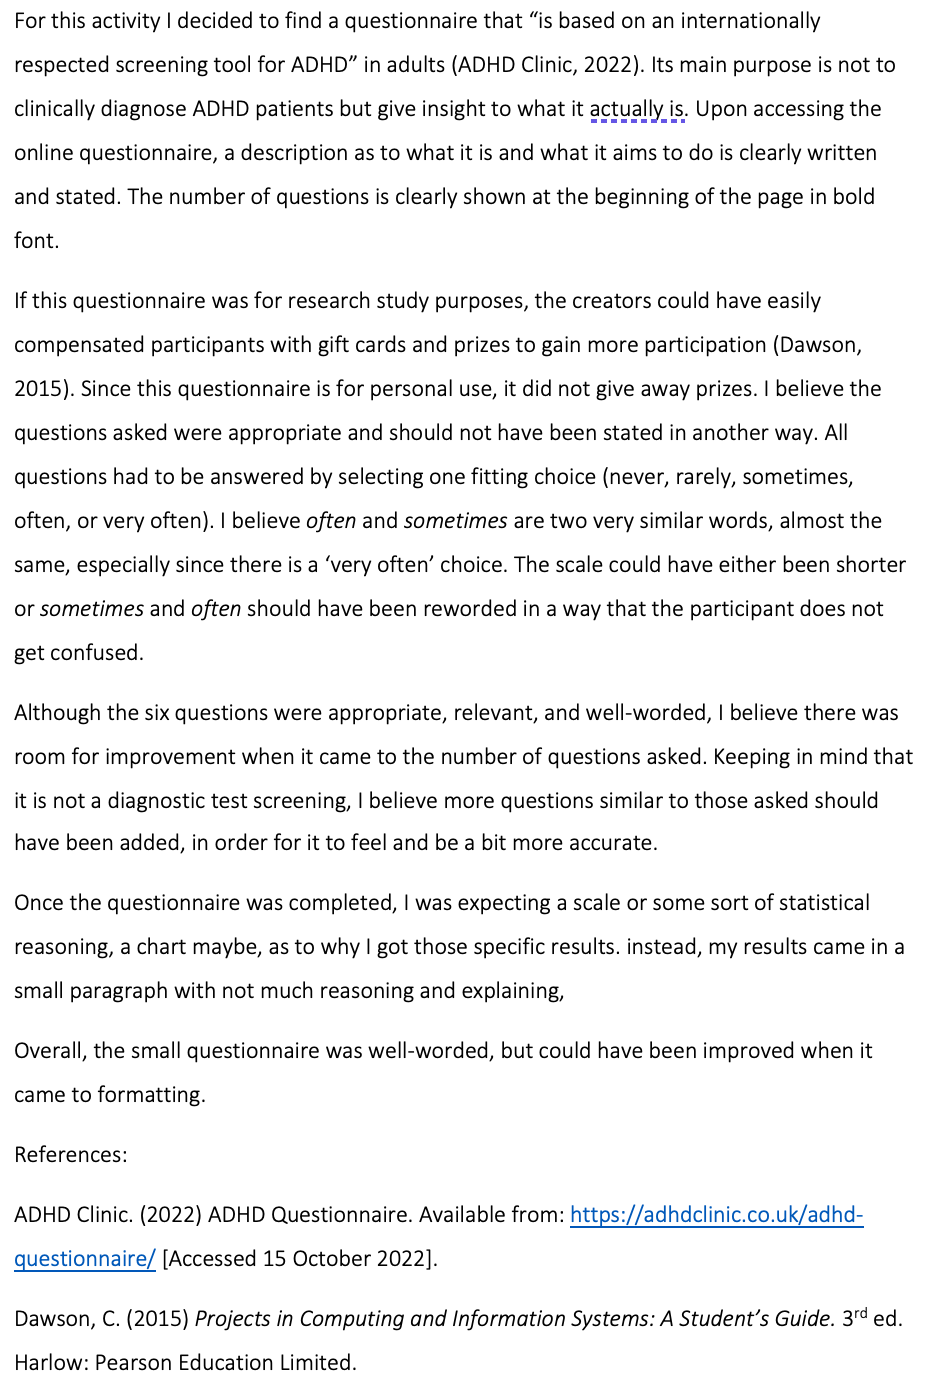 For this activity I decided to find a questionnaire that “is based on an internationally
respected screening tool for ADHD” in adults (ADHD Clinic, 2022). Its main purpose is not to
clinically diagnose ADHD patients but give insight to what it actually is. Upon accessing the
online questionnaire, a description as to what it is and what it aims to do is clearly written
and stated. The number of questions is clearly shown at the beginning of the page in bold
font.
If this questionnaire was for research study purposes, the creators could have easily
compensated participants with gift cards and prizes to gain more participation (Dawson,
2015). Since this questionnaire is for personal use, it did not give away prizes. I believe the
questions asked were appropriate and should not have been stated in another way. All
questions had to be answered by selecting one fitting choice (never, rarely, sometimes,
often, or very often). I believe often and sometimes are two very similar words, almost the
same, especially since there is a ‘very often’ choice. The scale could have either been shorter
or sometimes and often should have been reworded in a way that the participant does not
get confused.
Although the six questions were appropriate, relevant, and well-worded, I believe there was
room for improvement when it came to the number of questions asked. Keeping in mind that
it is not a diagnostic test screening, I believe more questions similar to those asked should
have been added, in order for it to feel and be a bit more accurate.
Once the questionnaire was completed, I was expecting a scale or some sort of statistical
reasoning, a chart maybe, as to why I got those specific results. instead, my results came in a
small paragraph with not much reasoning and explaining,
Overall, the small questionnaire was well-worded, but could have been improved when it
came to formatting.
References:
ADHD Clinic. (2022) ADHD Questionnaire. Available from: https://adhdclinic.co.uk/adhd-
questionnaire/ [Accessed 15 October 2022].
Dawson, C. (2015) Projects in Computing and Information Systems: A Student’s Guide. 3rd ed.
Harlow: Pearson Education Limited.